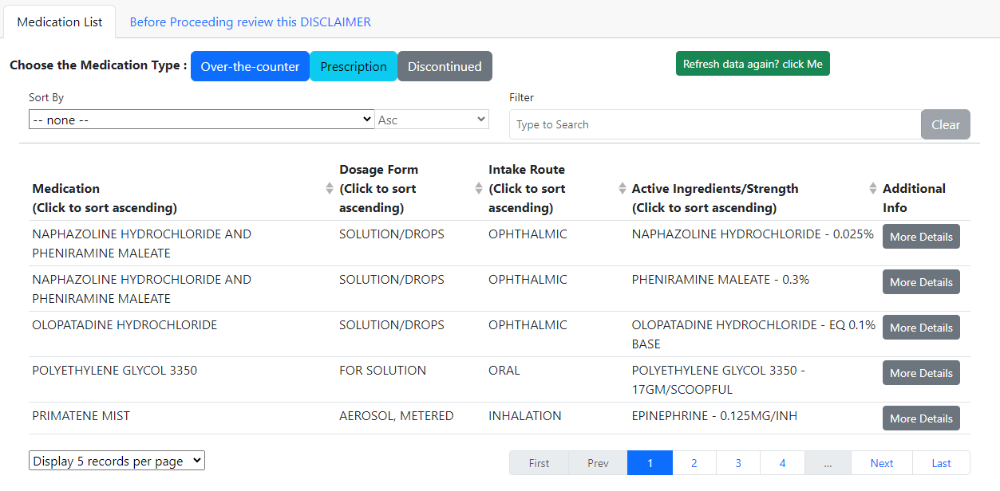 Medication List
Before Proceeding review this DISCLAIMER
Choose the Medication Type : Over-the-counter Prescription Discontinued
Refresh data again? click Me
Sort By
-- none --
Asc
Filter
Type to Search
Clear
Medication
(Click to sort ascending)
Dosage Form
(Click to sort
ascending)
Intake Route
(Click to sort
ascending)
Active Ingredients/Strength
(Click to sort ascending)
Additional
Info
NAPHAZOLINE HYDROCHLORIDE AND
PHENIRAMINE MALEATE
SOLUTION/DROPS
OPHTHALMIC
NAPHAZOLINE HYDROCHLORIDE - 0.025%
More Details
NAPHAZOLINE HYDROCHLORIDE AND
PHENIRAMINE MALEATE
SOLUTION/DROPS
OPHTHALMIC
PHENIRAMINE MALEATE - 0.3%
More Details
OLOPATADINE HYDROCHLORIDE
SOLUTION/DROPS
OPHTHALMIC
OLOPATADINE HYDROCHLORIDE - EQ 0.1%
BASE
More Details
POLYETHYLENE GLYCOL 3350
FOR SOLUTION
ORAL
POLYETHYLENE GLYCOL 3350 -
17GM/SCOOPFUL
More Details
PRIMATENE MIST
AEROSOL, METERED
INHALATION
EPINEPHRINE - 0.125MG/INH
More Details
Display 5 records per page
First Prev 1 2 3 4 ... Next Last